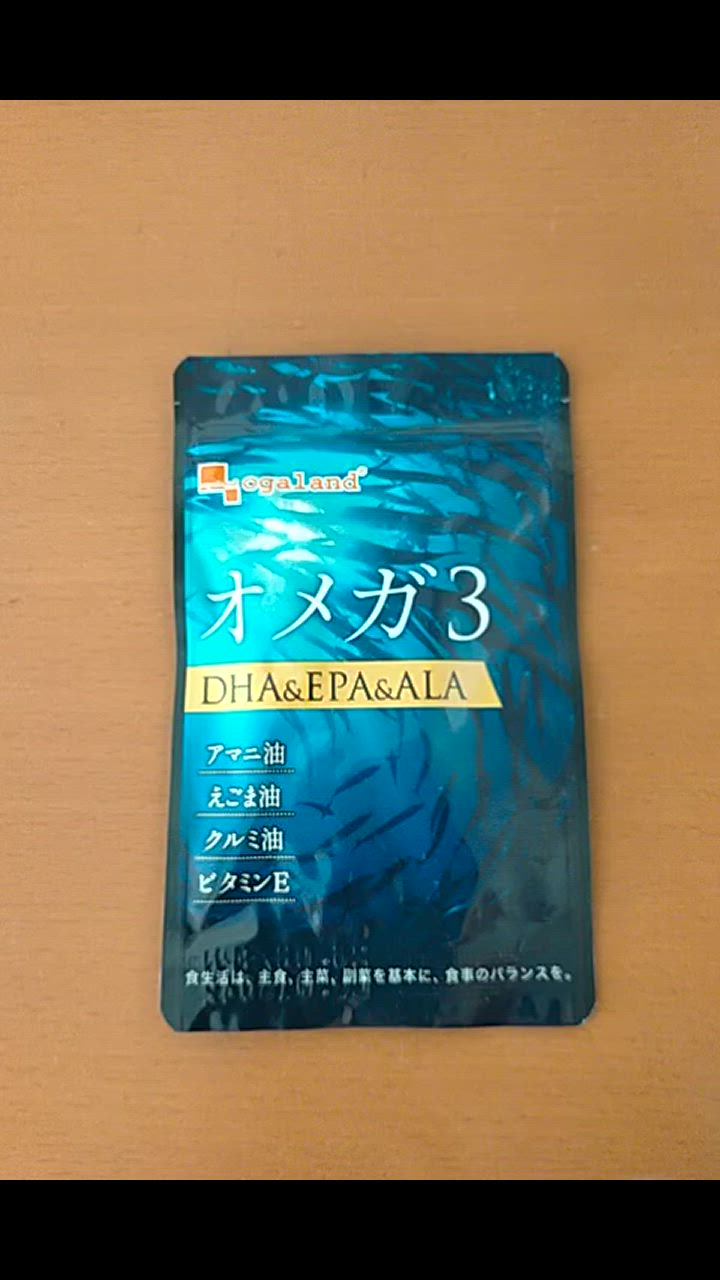 ogaland®
オメガ3
DHA&EPA&ALA
アマニ油
えごま油
クルミ油
ビタミンE
食生活は、主食、主菜、副菜を基本に、食事のバランスを。